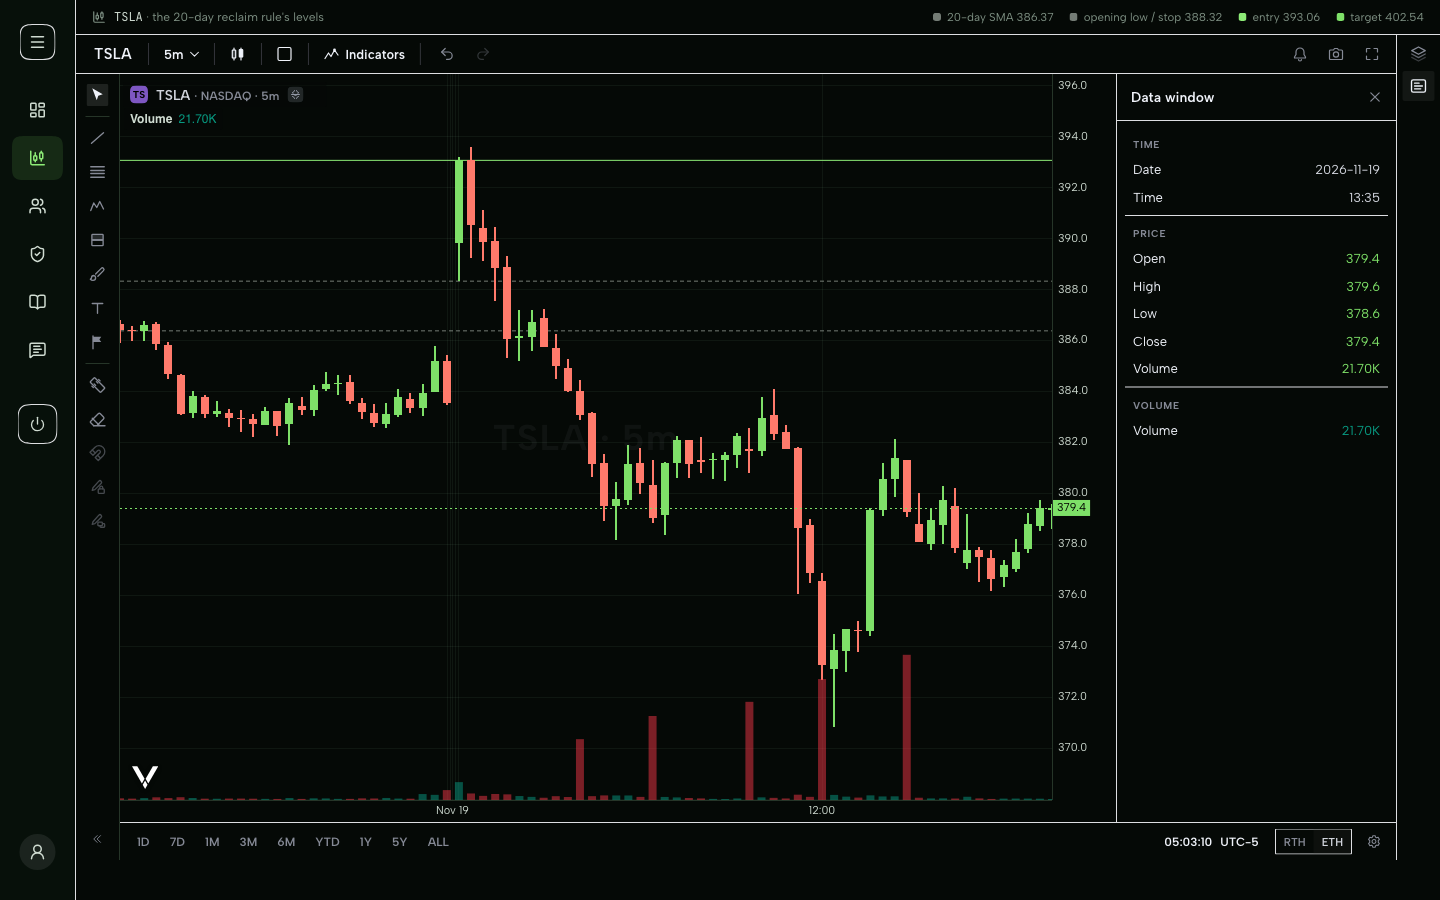 TSLA · the 20-day reclaim rule's levels
20-day SMA 386.37
opening low / stop 388.32
entry 393.06
target 402.54
TSLA
5m
Indicators
TS TSLA · NASDAQ · 5m
Volume 21.70K
TSLA · 5m
396.0
394.0
392.0
390.0
388.0
386.0
384.0
382.0
380.0
379.4
378.0
376.0
374.0
372.0
370.0
Nov 19
12:00
Data window
TIME
Date 2026-11-19
Time 13:35
PRICE
Open 379.4
High 379.6
Low 378.6
Close 379.4
Volume 21.70K
VOLUME
Volume 21.70K
1D 7D 1M 3M 6M YTD 1Y 5Y ALL
05:03:10 UTC-5
RTH ETH